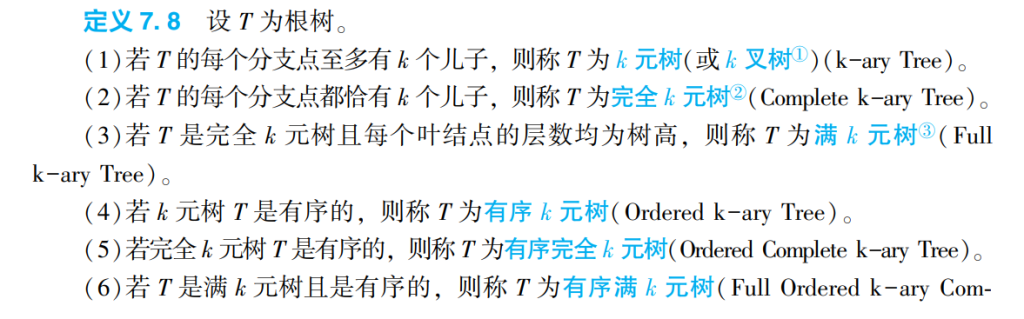 定义 7.8 设 T 为根树。
(1)若 T 的每个分支点至多有 k 个儿子，则称 T 为 k 元树(或 k 叉树①)(k-ary Tree)。
(2)若 T 的每个分支点都恰有 k 个儿子，则称 T 为完全 k 元树②(Complete k-ary Tree)。
(3)若 T 是完全 k 元树且每个叶结点的层数均为树高，则称 T 为满 k 元树③(Full
k-ary Tree)。
(4)若 k 元树 T 是有序的，则称 T 为有序 k 元树(Ordered k-ary Tree)。
(5)若完全 k 元树 T 是有序的，则称 T 为有序完全 k 元树(Ordered Complete k-ary Tree)。
(6)若 T 是满 k 元树且是有序的，则称 T 为有序满 k 元树(Full Ordered k-ary Com-